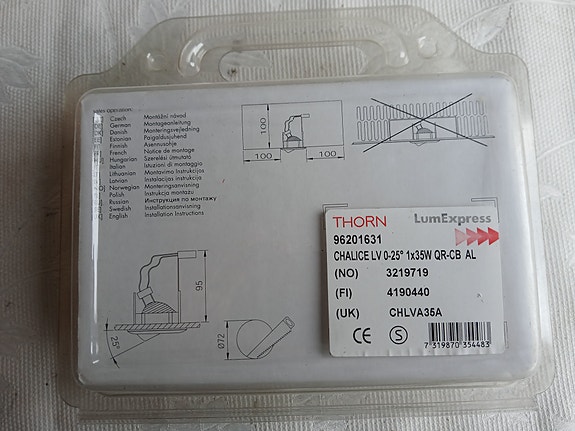 Czech Montážní návod
German Montageanleitung
Danish Monteringsvejledning
Estonian Paigaldusjuhend
Finnish Asennusohje
French Notice de montage
Hungarian Szerelési útmutató
Italian Istuzioni di montaggio
Lithuanian Montavimo Instrukcijos
Latvian Instalacijas instrukcija
Norwegian Monteringsanvisning
Polish Instrukcja montażu
Russian Инструкция по монтажу
Swedish Installationsanvisning
English Installation Instructions
100
100 100
95
25°
Ø72
THORN LumExpress
96201631
CHALICE LV 0-25° 1x35W QR-CB AL
(NO) 3219719
(FI) 4190440
(UK) CHLVA35A
CE S
7 319870 354483